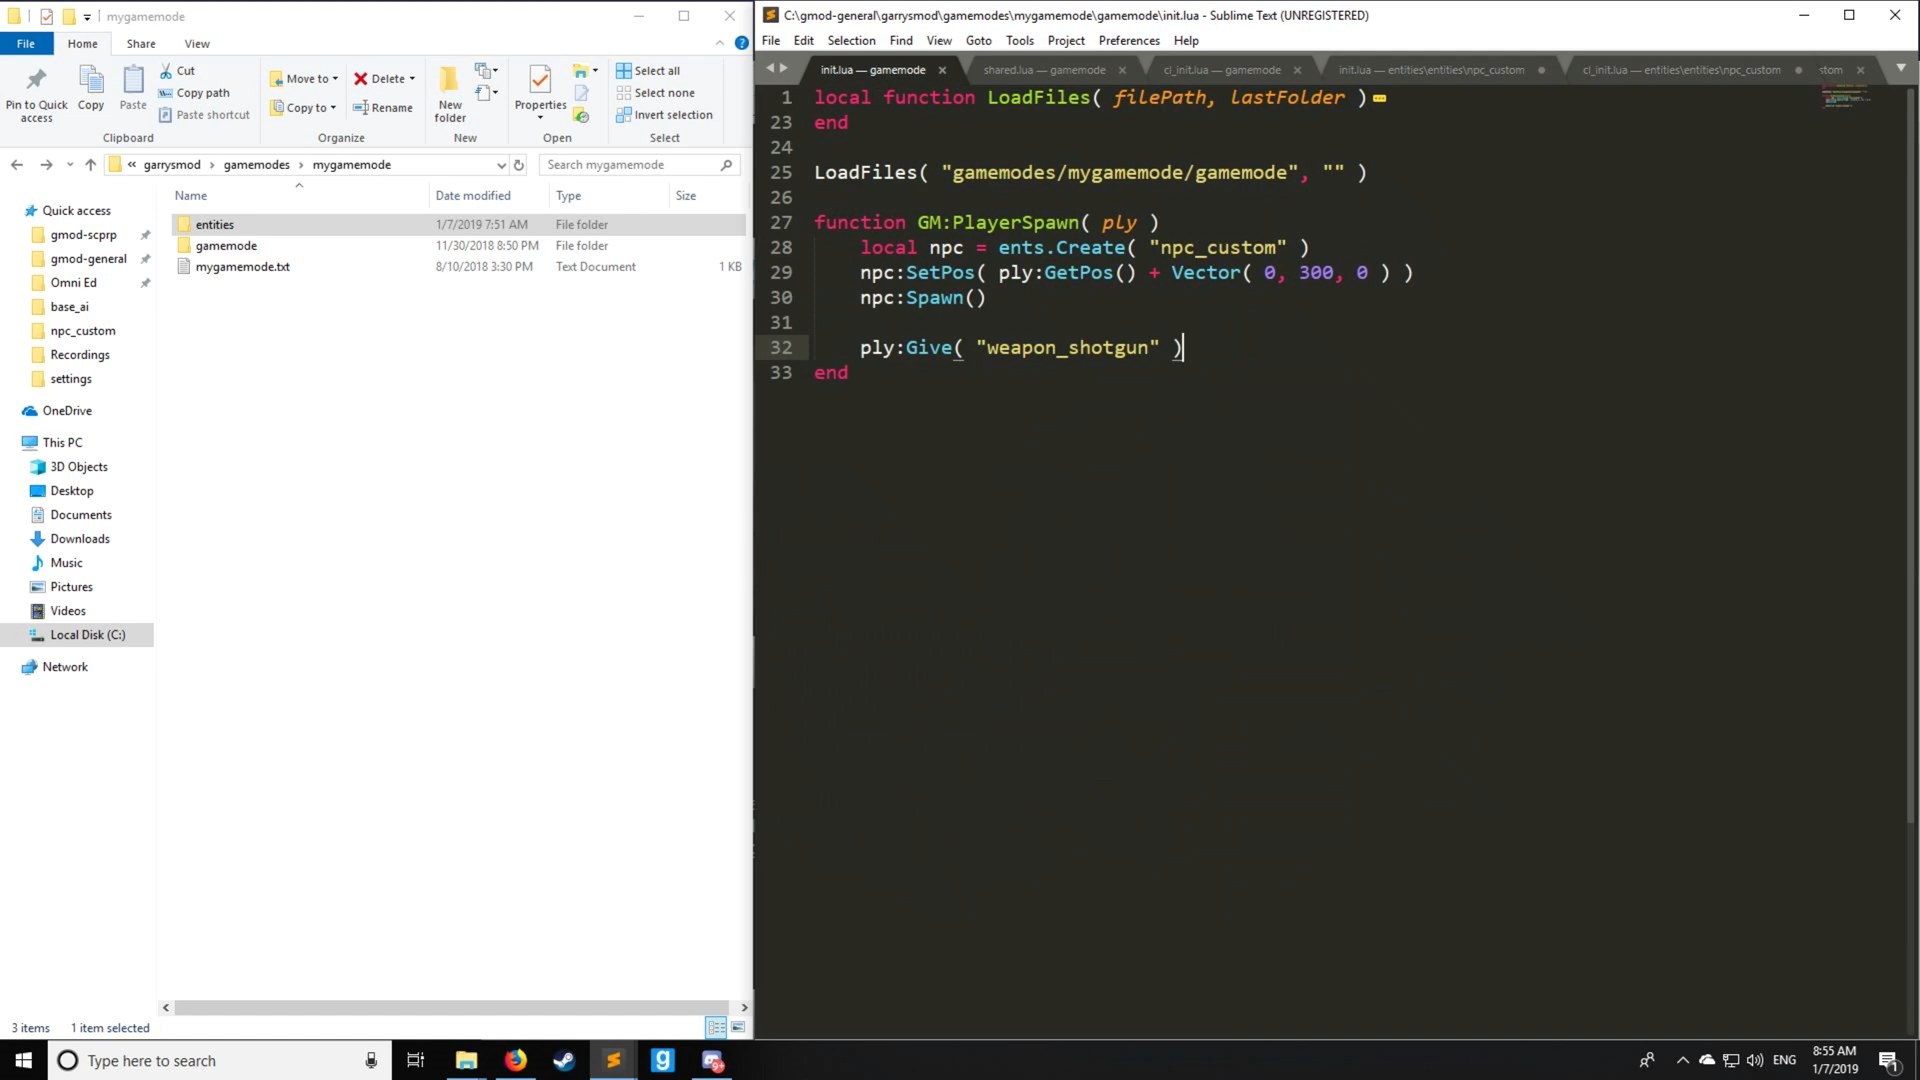 mygamemode
File Home Share View
Pin to Quick access
Copy
Paste
Cut
Copy path
Paste shortcut
Clipboard
Move to
Copy to
Delete
Rename
Organize
New folder
New
Properties
Open
Select all
Select none
Invert selection
Select
« garrysmod > gamemodes > mygamemode
Search mygamemode
Name Date modified Type Size
entities 1/7/2019 7:51 AM File folder
gamemode 11/30/2018 8:50 PM File folder
mygamemode.txt 8/10/2018 3:30 PM Text Document 1 KB
Quick access
gmod-scprp
gmod-general
Omni Ed
base_ai
npc_custom
Recordings
settings
OneDrive
This PC
3D Objects
Desktop
Documents
Downloads
Music
Pictures
Videos
Local Disk (C:)
Network
3 items 1 item selected
C:\gmod-general\garrysmod\gamemodes\mygamemode\gamemode\init.lua - Sublime Text (UNREGISTERED)
File Edit Selection Find View Goto Tools Project Preferences Help
init.lua — gamemode
shared.lua — gamemode
cl_init.lua — gamemode
init.lua — entities\entities\npc_custom
cl_init.lua — entities\entities\npc_custom
stom
1 local function LoadFiles( filePath, lastFolder )
23 end
24
25 LoadFiles( "gamemodes/mygamemode/gamemode", "" )
26
27 function GM:PlayerSpawn( ply )
28 local npc = ents.Create( "npc_custom" )
29 npc:SetPos( ply:GetPos() + Vector( 0, 300, 0 ) )
30 npc:Spawn()
31
32 ply:Give( "weapon_shotgun" )
33 end
Type here to search
ENG
8:55 AM
1/7/2019
1